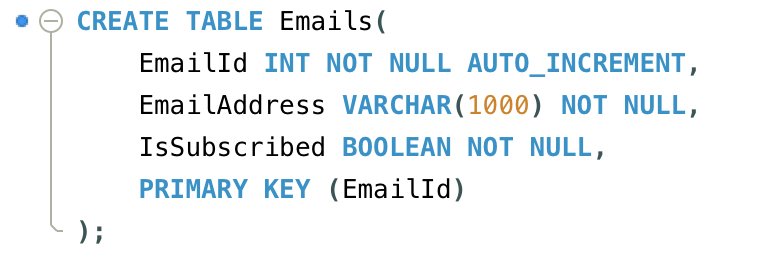 CREATE TABLE Emails(
    EmailId INT NOT NULL AUTO_INCREMENT,
    EmailAddress VARCHAR(1000) NOT NULL,
    IsSubscribed BOOLEAN NOT NULL,
    PRIMARY KEY (EmailId)
);